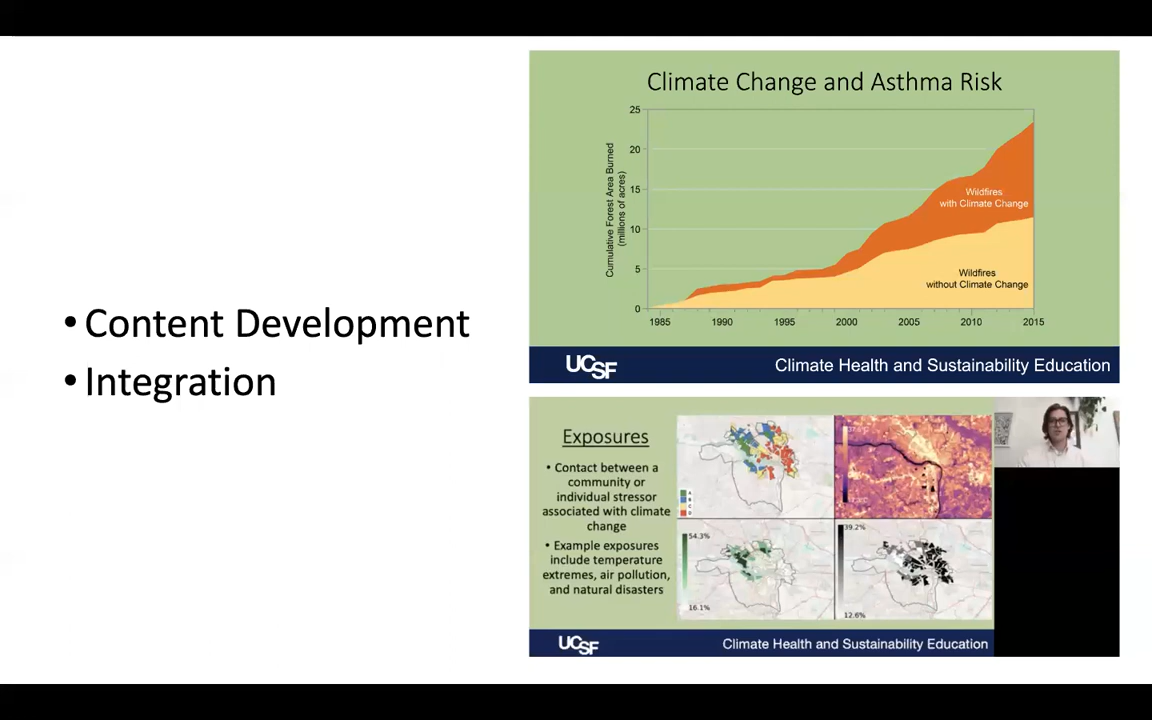 • Content Development
• Integration
Climate Change and Asthma Risk
Cumulative Forest Area Burned
(millions of acres)
25
20
15
10
5
0
Wildfires
with Climate Change
Wildfires
without Climate Change
1985 1990 1995 2000 2005 2010 2015
UCSF Climate Health and Sustainability Education
Exposures
• Contact between a
community or
individual stressor
associated with climate
change
• Example exposures
include temperature
extremes, air pollution,
and natural disasters
A
B
C
D
54.3%
16.1%
39.2%
12.6%
UCSF Climate Health and Sustainability Education